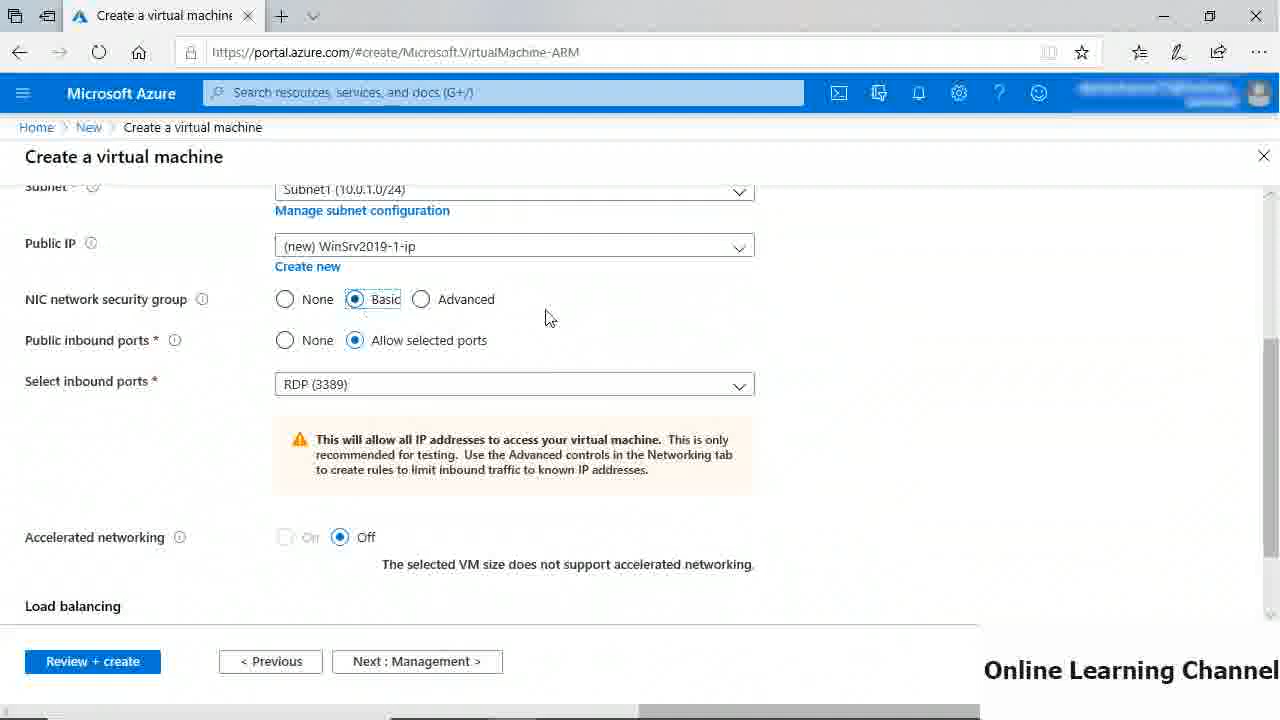 Create a virtual machine
https://portal.azure.com/#create/Microsoft.VirtualMachine-ARM
Microsoft Azure
Search resources, services, and docs (G+/)
Home > New > Create a virtual machine
Create a virtual machine
Subnet *
Subnet1 (10.0.1.0/24)
Manage subnet configuration
Public IP
(new) WinSrv2019-1-ip
Create new
NIC network security group
None Basic Advanced
Public inbound ports *
None Allow selected ports
Select inbound ports *
RDP (3389)
This will allow all IP addresses to access your virtual machine. This is only
recommended for testing. Use the Advanced controls in the Networking tab
to create rules to limit inbound traffic to known IP addresses.
Accelerated networking
On Off
The selected VM size does not support accelerated networking.
Load balancing
Review + create
< Previous
Next : Management >
Online Learning Channel